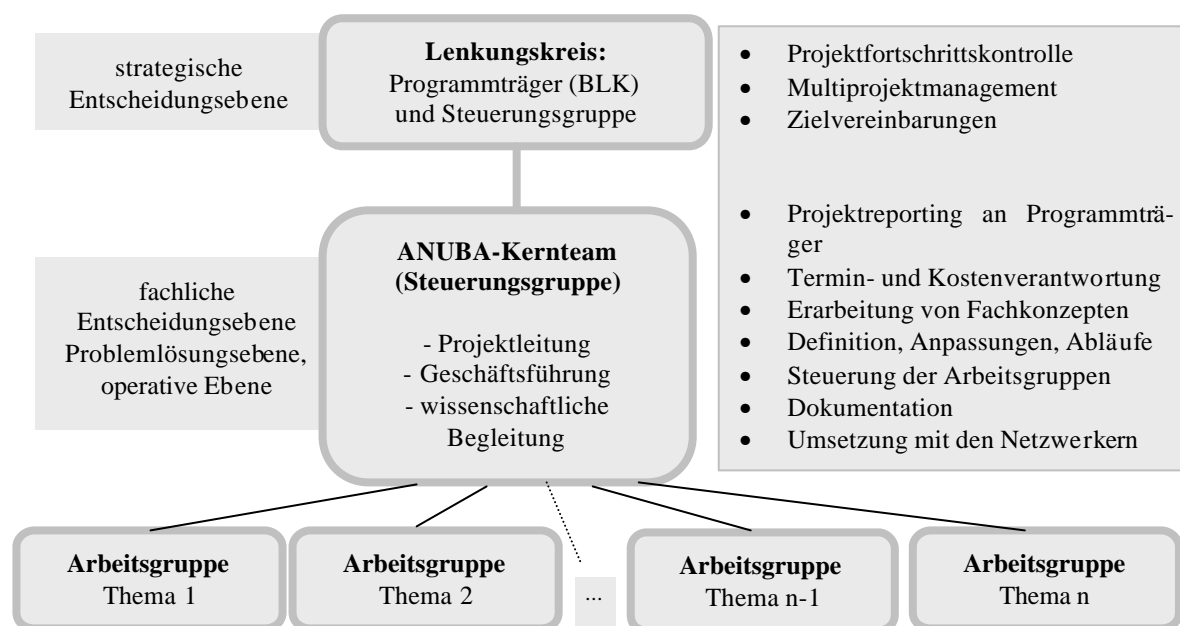 strategische
Entscheidungsebene
Lenkungskreis:
Programmträger (BLK)
und Steuerungsgruppe
• Projektfortschrittskontrolle
• Multiprojektmanagement
• Zielvereinbarungen
fachliche
Entscheidungsebene
Problemlösungsebene,
operative Ebene
ANUBA-Kernteam
(Steuerungsgruppe)
- Projektleitung
- Geschäftsführung
- wissenschaftliche
Begleitung
• Projektreporting an Programmträ-
ger
• Termin- und Kostenverantwortung
• Erarbeitung von Fachkonzepten
• Definition, Anpassungen, Abläufe
• Steuerung der Arbeitsgruppen
• Dokumentation
• Umsetzung mit den Netzwerkern
Arbeitsgruppe
Thema 1
Arbeitsgruppe
Thema 2
...
Arbeitsgruppe
Thema n-1
Arbeitsgruppe
Thema n